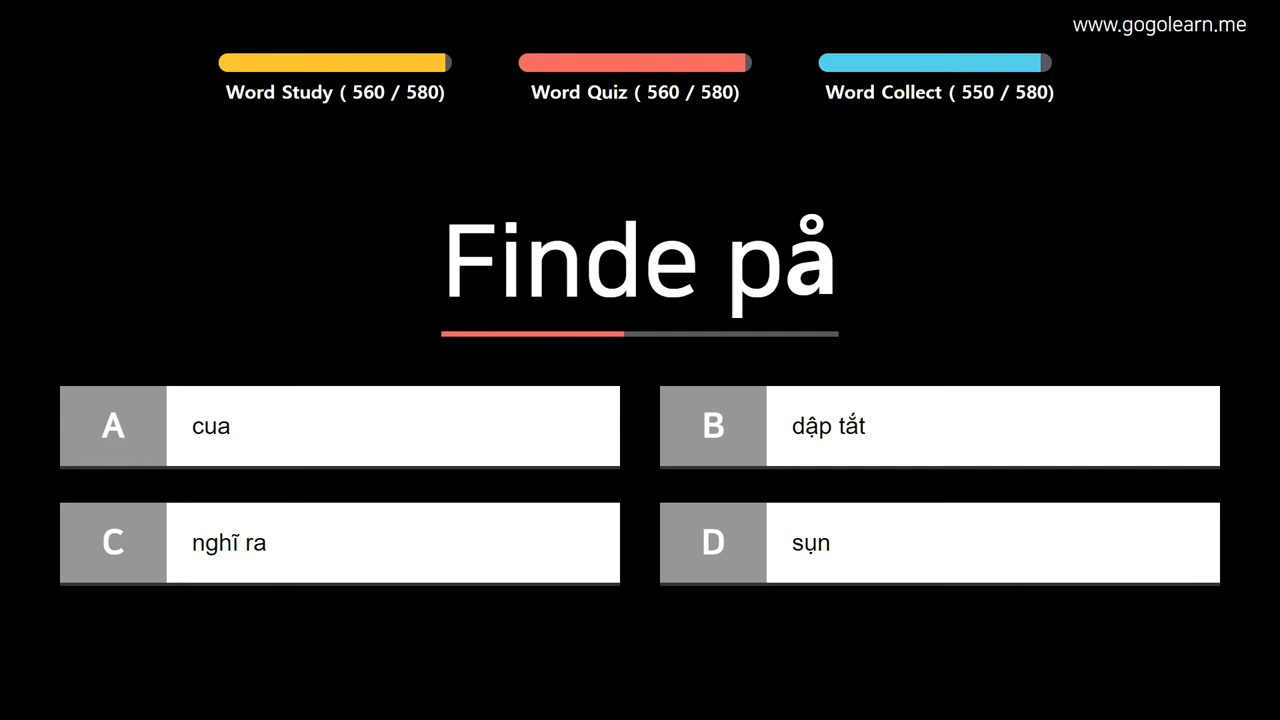 www.gogolearn.me
Word Study ( 560 / 580)
Word Quiz ( 560 / 580)
Word Collect ( 550 / 580)
Finde på
A cua
B dập tắt
C nghĩ ra
D sụn